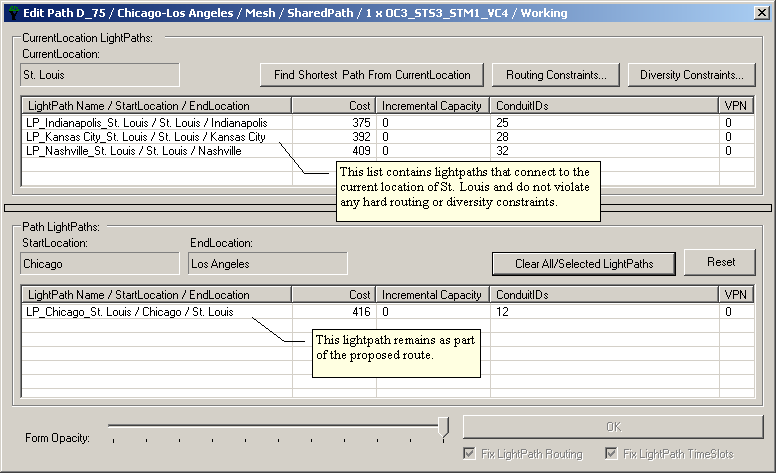 Edit Path D_75 / Chicago-Los Angeles / Mesh / SharedPath / 1 x OC3_STS3_STM1_VC4 / Working
CurrentLocation LightPaths:
CurrentLocation:
St. Louis
Find Shortest Path From CurrentLocation
Routing Constraints...
Diversity Constraints...
LightPath Name / StartLocation / EndLocation Cost Incremental Capacity ConduitIDs VPN
LP_Indianapolis_St. Louis / St. Louis / Indianapolis 375 0 25 0
LP_Kansas City_St. Louis / St. Louis / Kansas City 392 0 28 0
LP_Nashville_St. Louis / St. Louis / Nashville 409 0 32 0
This list contains lightpaths that connect to the
current location of St. Louis and do not violate
any hard routing or diversity constraints.
Path LightPaths:
StartLocation: EndLocation:
Chicago Los Angeles
Clear All/Selected LightPaths
Reset
LightPath Name / StartLocation / EndLocation Cost Incremental Capacity ConduitIDs VPN
LP_Chicago_St. Louis / Chicago / St. Louis 416 0 12 0
This lightpath remains as part
of the proposed route.
Form Opacity:
OK
Fix LightPath Routing
Fix LightPath TimeSlots